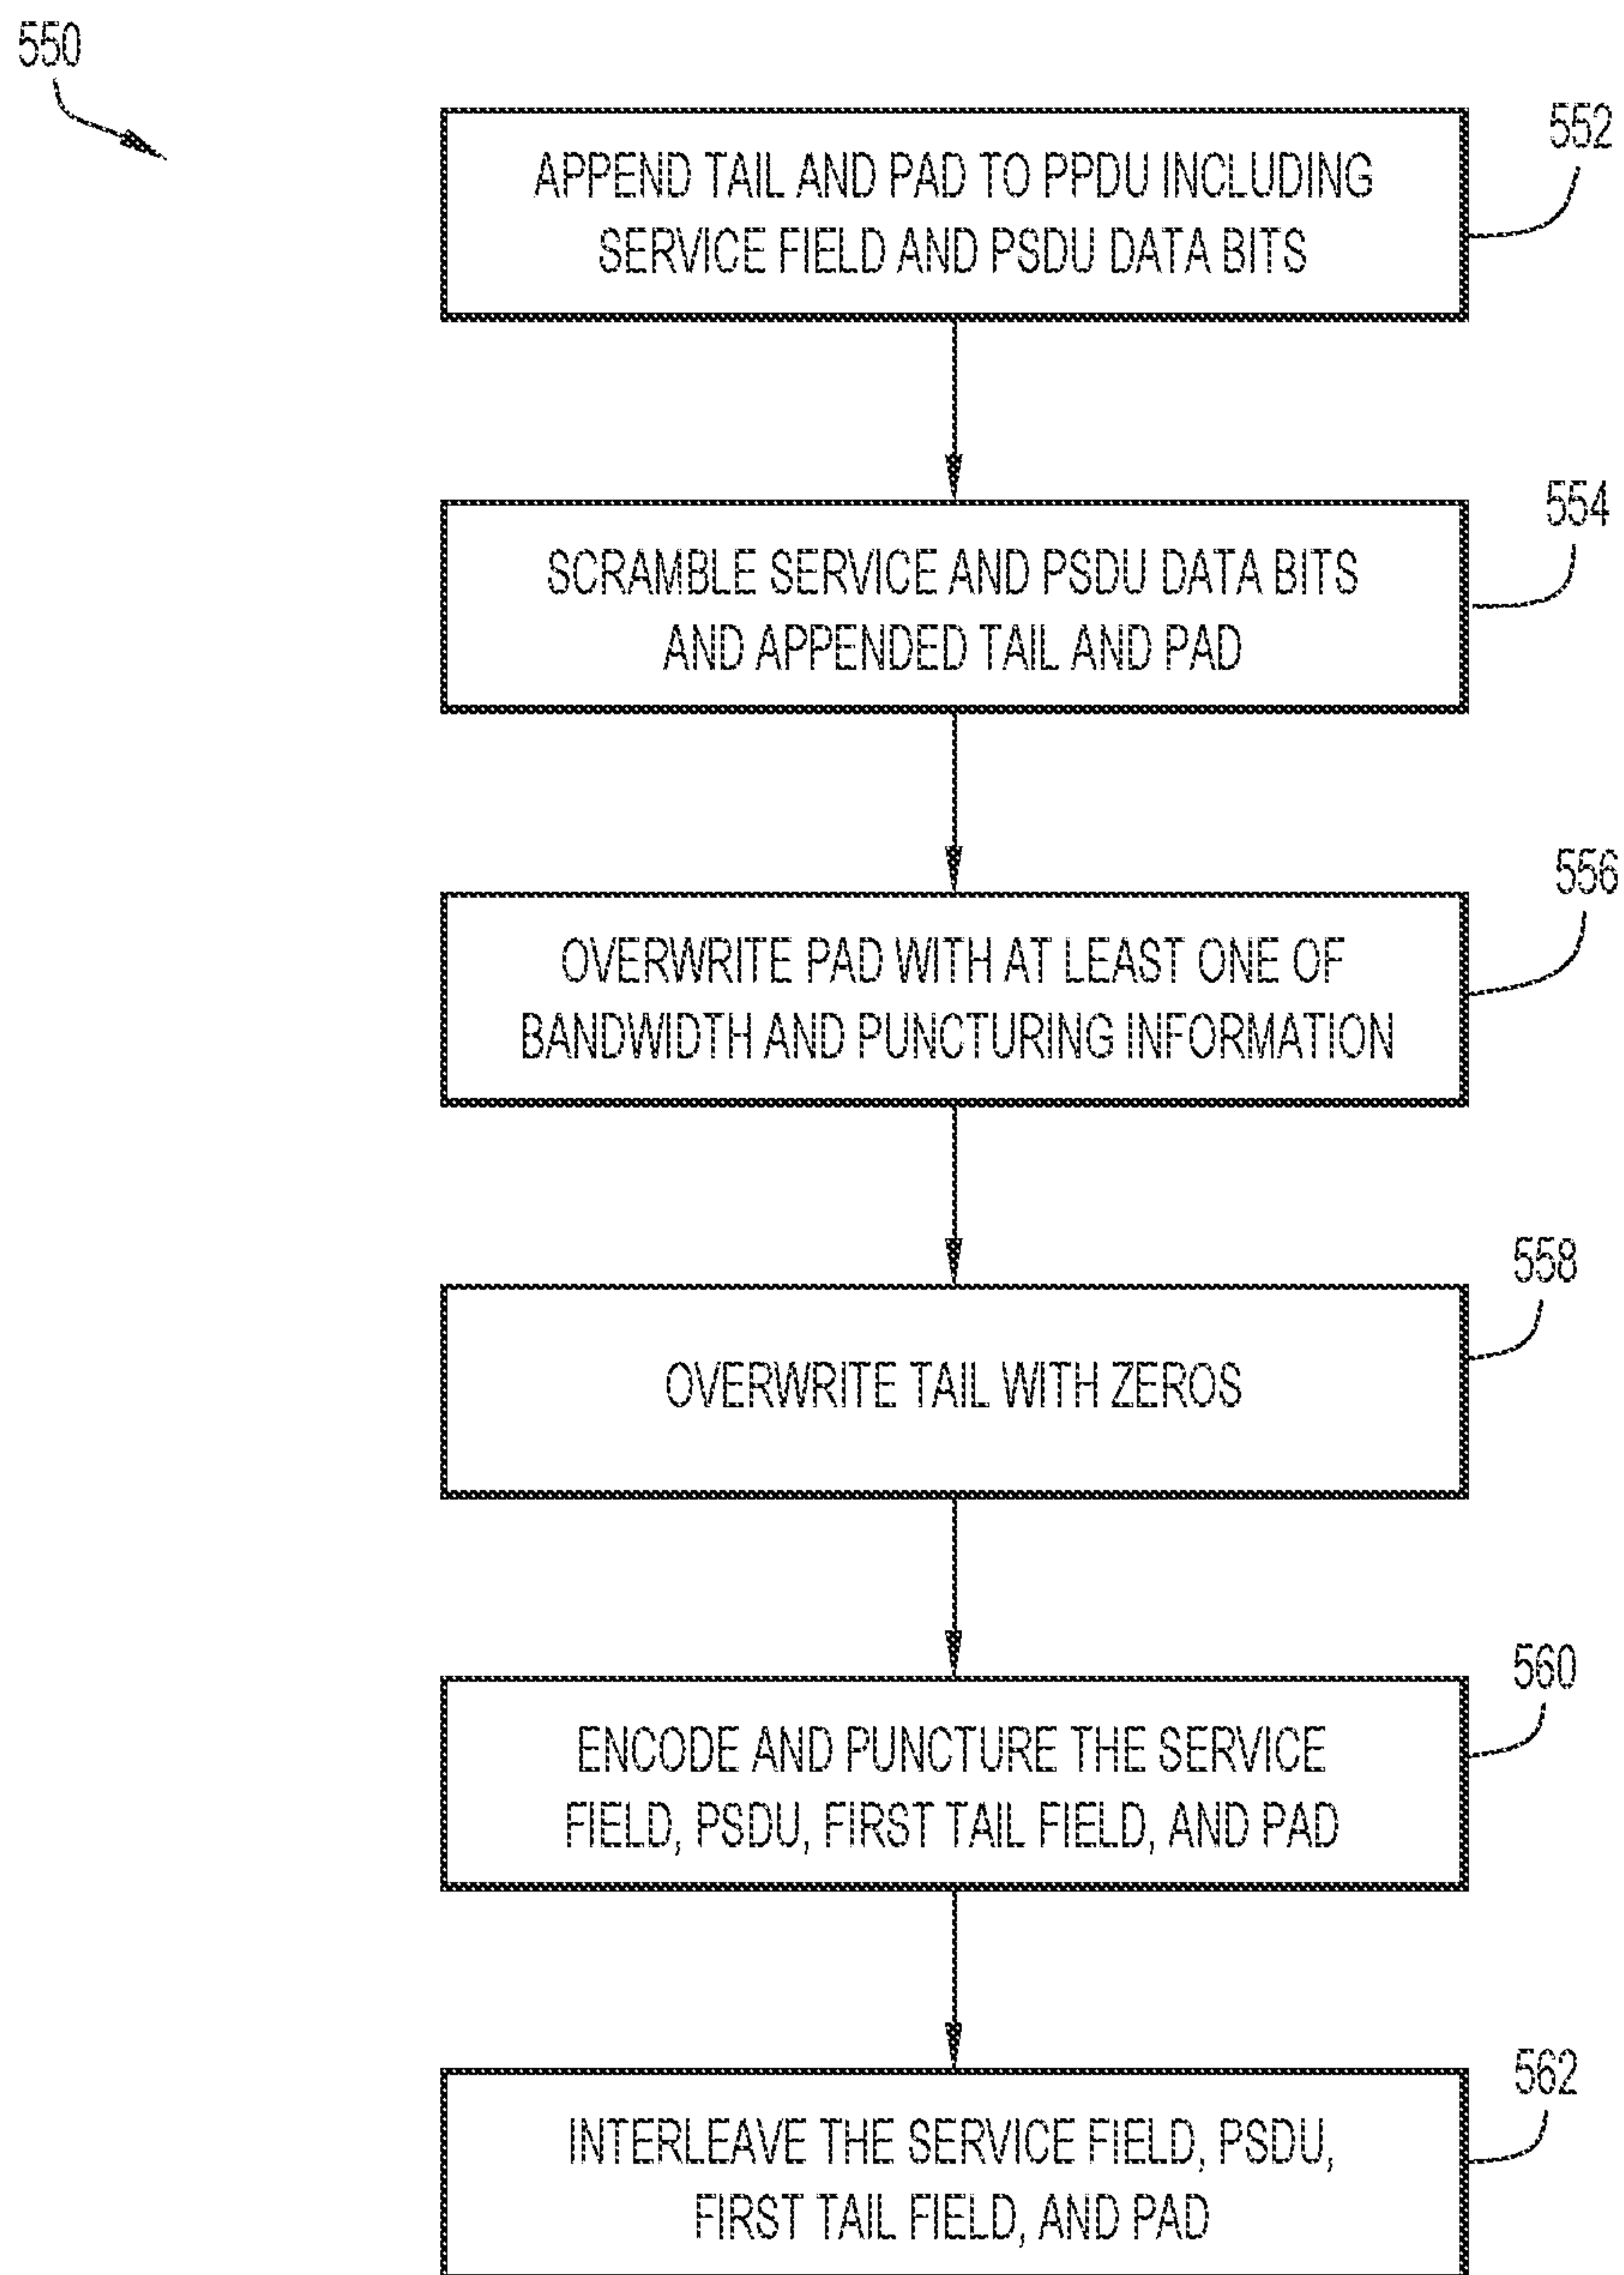 550
552
APPEND TAIL AND PAD TO PPDU INCLUDING
SERVICE FIELD AND PSDU DATA BITS
554
SCRAMBLE SERVICE AND PSDU DATA BITS
AND APPENDED TAIL AND PAD
556
OVERWRITE PAD WITH AT LEAST ONE OF
BANDWIDTH AND PUNCTURING INFORMATION
558
OVERWRITE TAIL WITH ZEROS
560
ENCODE AND PUNCTURE THE SERVICE
FIELD, PSDU, FIRST TAIL FIELD, AND PAD
562
INTERLEAVE THE SERVICE FIELD, PSDU,
FIRST TAIL FIELD, AND PAD